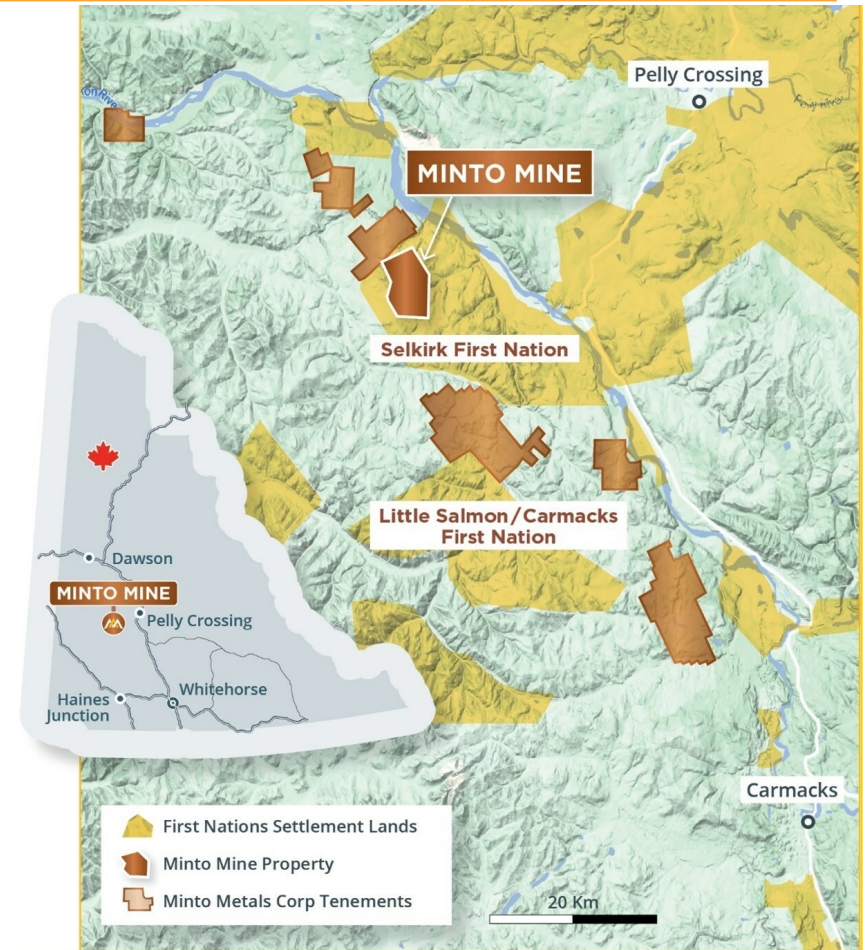 Pelly Crossing
MINTO MINE
Selkirk First Nation
Little Salmon/Carmacks
First Nation
Dawson
MINTO MINE
Pelly Crossing
Whitehorse
Haines
Junction
Carmacks
First Nations Settlement Lands
Minto Mine Property
Minto Metals Corp Tenements
20 Km